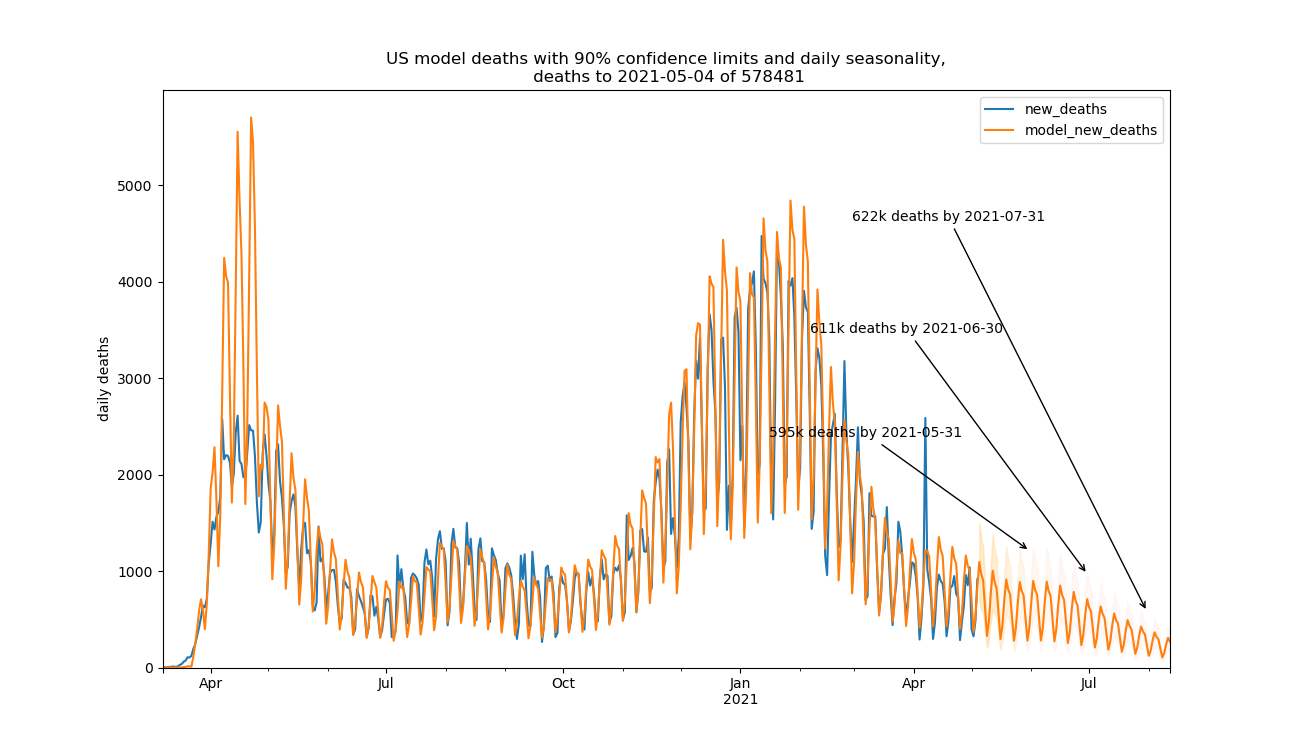 US model deaths with 90% confidence limits and daily seasonality,
deaths to 2021-05-04 of 578481
new_deaths
model_new_deaths
daily deaths
5000
4000
3000
2000
1000
0
622k deaths by 2021-07-31
611k deaths by 2021-06-30
595k deaths by 2021-05-31
Apr
Jul
Oct
Jan
2021
Apr
Jul